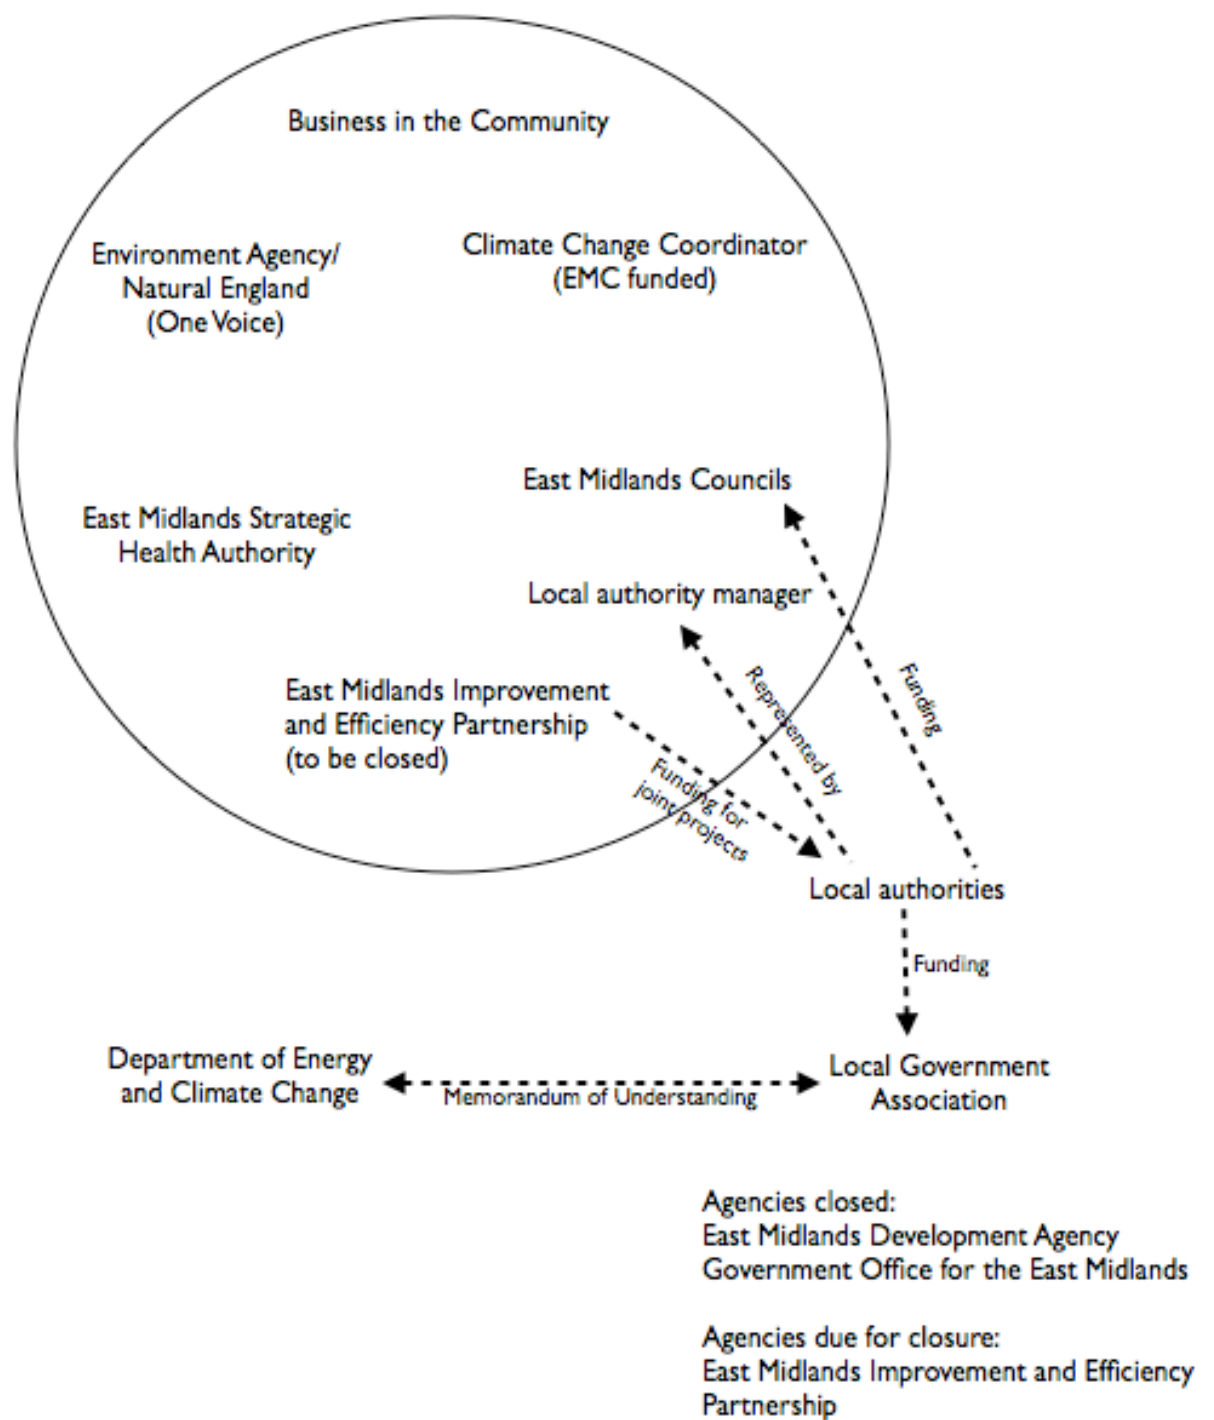 Business in the Community
Environment Agency/
Natural England
(One Voice)
Climate Change Coordinator
(EMC funded)
East Midlands Councils
East Midlands Strategic
Health Authority
Local authority manager
East Midlands Improvement
and Efficiency Partnership
(to be closed)
Funding
Represented by
Funding for
joint projects
Local authorities
Funding
Department of Energy
and Climate Change
Memorandum of Understanding
Local Government
Association
Agencies closed:
East Midlands Development Agency
Government Office for the East Midlands
Agencies due for closure:
East Midlands Improvement and Efficiency
Partnership